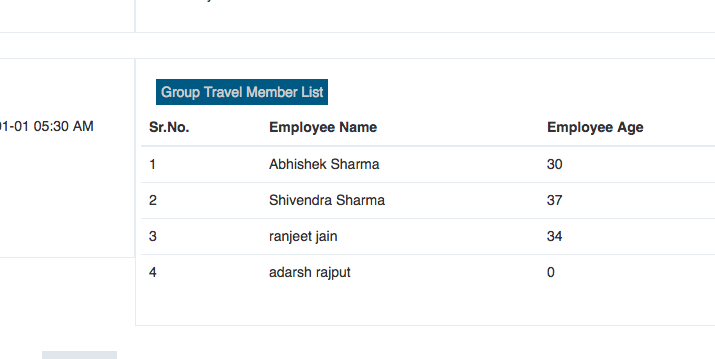 Group Travel Member List
01-01 05:30 AM
Sr.No. Employee Name Employee Age
1 Abhishek Sharma 30
2 Shivendra Sharma 37
3 ranjeet jain 34
4 adarsh rajput 0